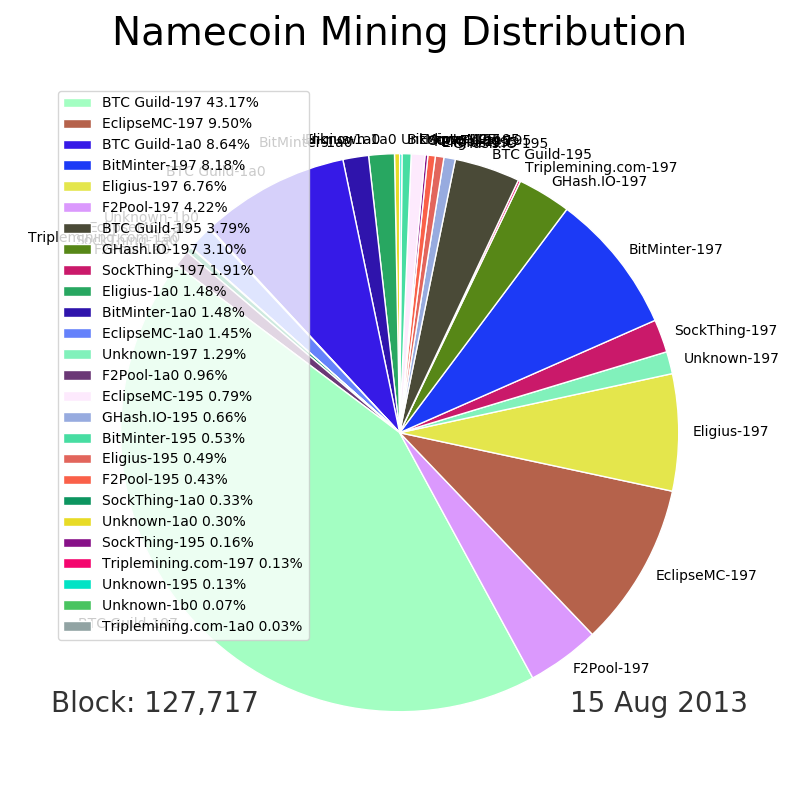 Namecoin Mining Distribution
BTC Guild-197 43.17%
EclipseMC-197 9.50%
BTC Guild-1a0 8.64%
BitMinter-197 8.18%
Eligius-197 6.76%
F2Pool-197 4.22%
BTC Guild-195 3.79%
GHash.IO-197 3.10%
SockThing-197 1.91%
Eligius-1a0 1.48%
BitMinter-1a0 1.48%
EclipseMC-1a0 1.45%
Unknown-197 1.29%
F2Pool-1a0 0.96%
EclipseMC-195 0.79%
GHash.IO-195 0.66%
BitMinter-195 0.53%
Eligius-195 0.49%
F2Pool-195 0.43%
SockThing-1a0 0.33%
Unknown-1a0 0.30%
SockThing-195 0.16%
Triplemining.com-197 0.13%
Unknown-195 0.13%
Unknown-1b0 0.07%
Triplemining.com-1a0 0.03%
BitMinter-1a0
BTC Guild-1a0
Unknown-1b0
BTC Guild-197
BTC Guild-195
Triplemining.com-197
GHash.IO-197
BitMinter-197
SockThing-197
Unknown-197
Eligius-197
EclipseMC-197
F2Pool-197
Block: 127,717
15 Aug 2013